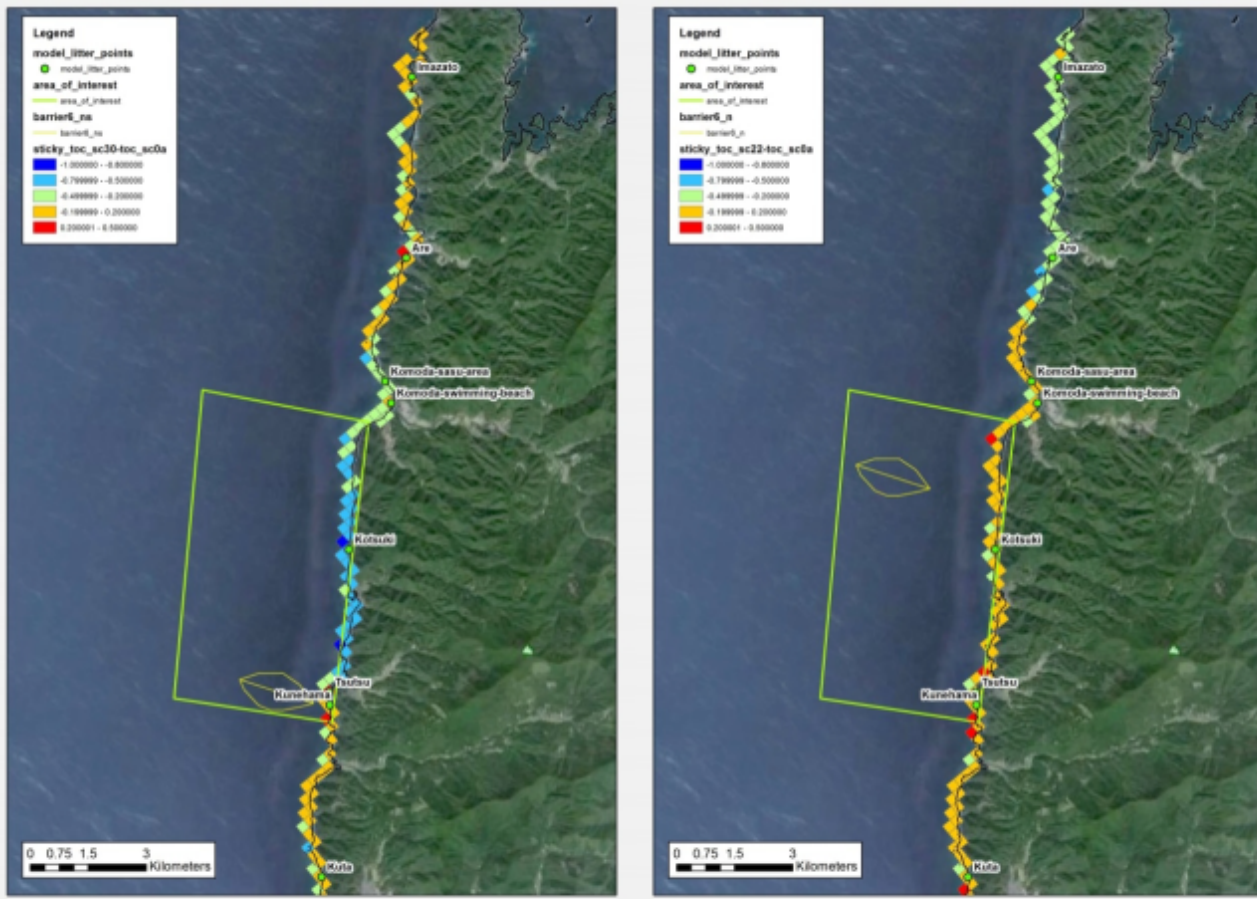 Legend
model_litter_points
model_litter_points
area_of_interest
area_of_interest
barrier6_ns
barrier6_ns
sticky_toc_sc30-toc_sc0a
-1.000000 - -0.800000
-0.799999 - -0.500000
-0.499999 - -0.200000
-0.199999 - 0.200000
0.200001 - 0.500000
Imazato
Are
Komoda-sasu-area
Komoda-swimming-beach
Kotsuki
Tsutsu
Kunehama
Kuta
0 0.75 1.5 3
Kilometers
Legend
model_litter_points
model_litter_points
area_of_interest
area_of_interest
barrier6_n
barrier6_n
sticky_toc_sc22-toc_sc0a
-1.000000 - -0.800000
-0.799999 - -0.500000
-0.499999 - -0.200000
-0.199999 - 0.200000
0.200001 - 0.500000
Imazato
Are
Komoda-sasu-area
Komoda-swimming-beach
Kotsuki
Tsutsu
Kunehama
Kuta
0 0.75 1.5 3
Kilometers